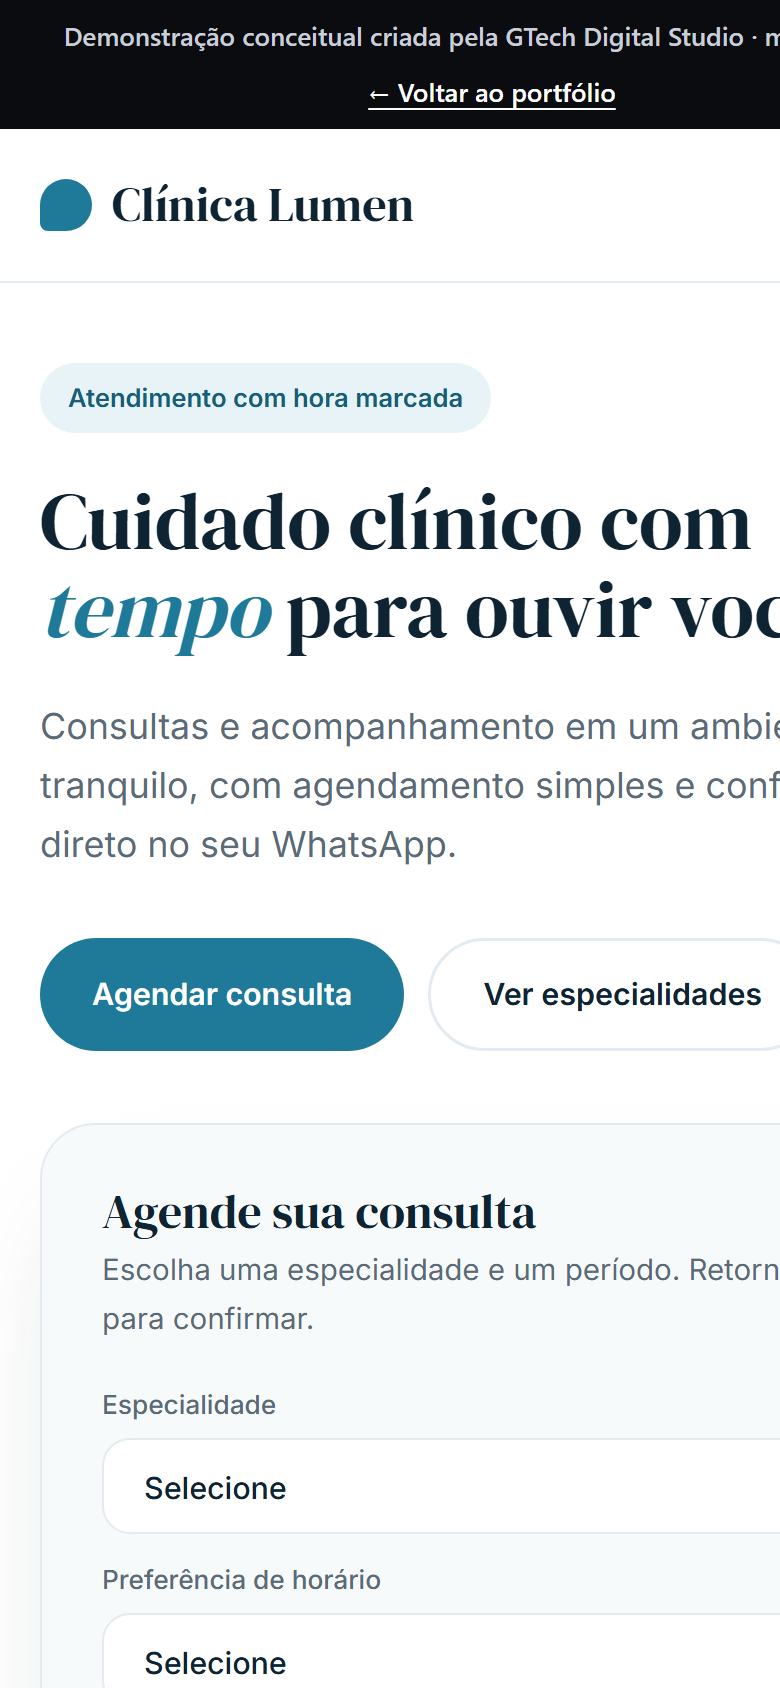 Demonstração conceitual criada pela GTech Digital Studio ·
← Voltar ao portfólio
Clínica Lumen
Atendimento com hora marcada
Cuidado clínico com
tempo para ouvir
Consultas e acompanhamento em um
tranquilo, com agendamento simples e
direto no seu WhatsApp.
Agendar consulta
Ver especialidades
Agende sua consulta
Escolha uma especialidade e um período.
para confirmar.
Especialidade
Selecione
Preferência de horário
Selecione